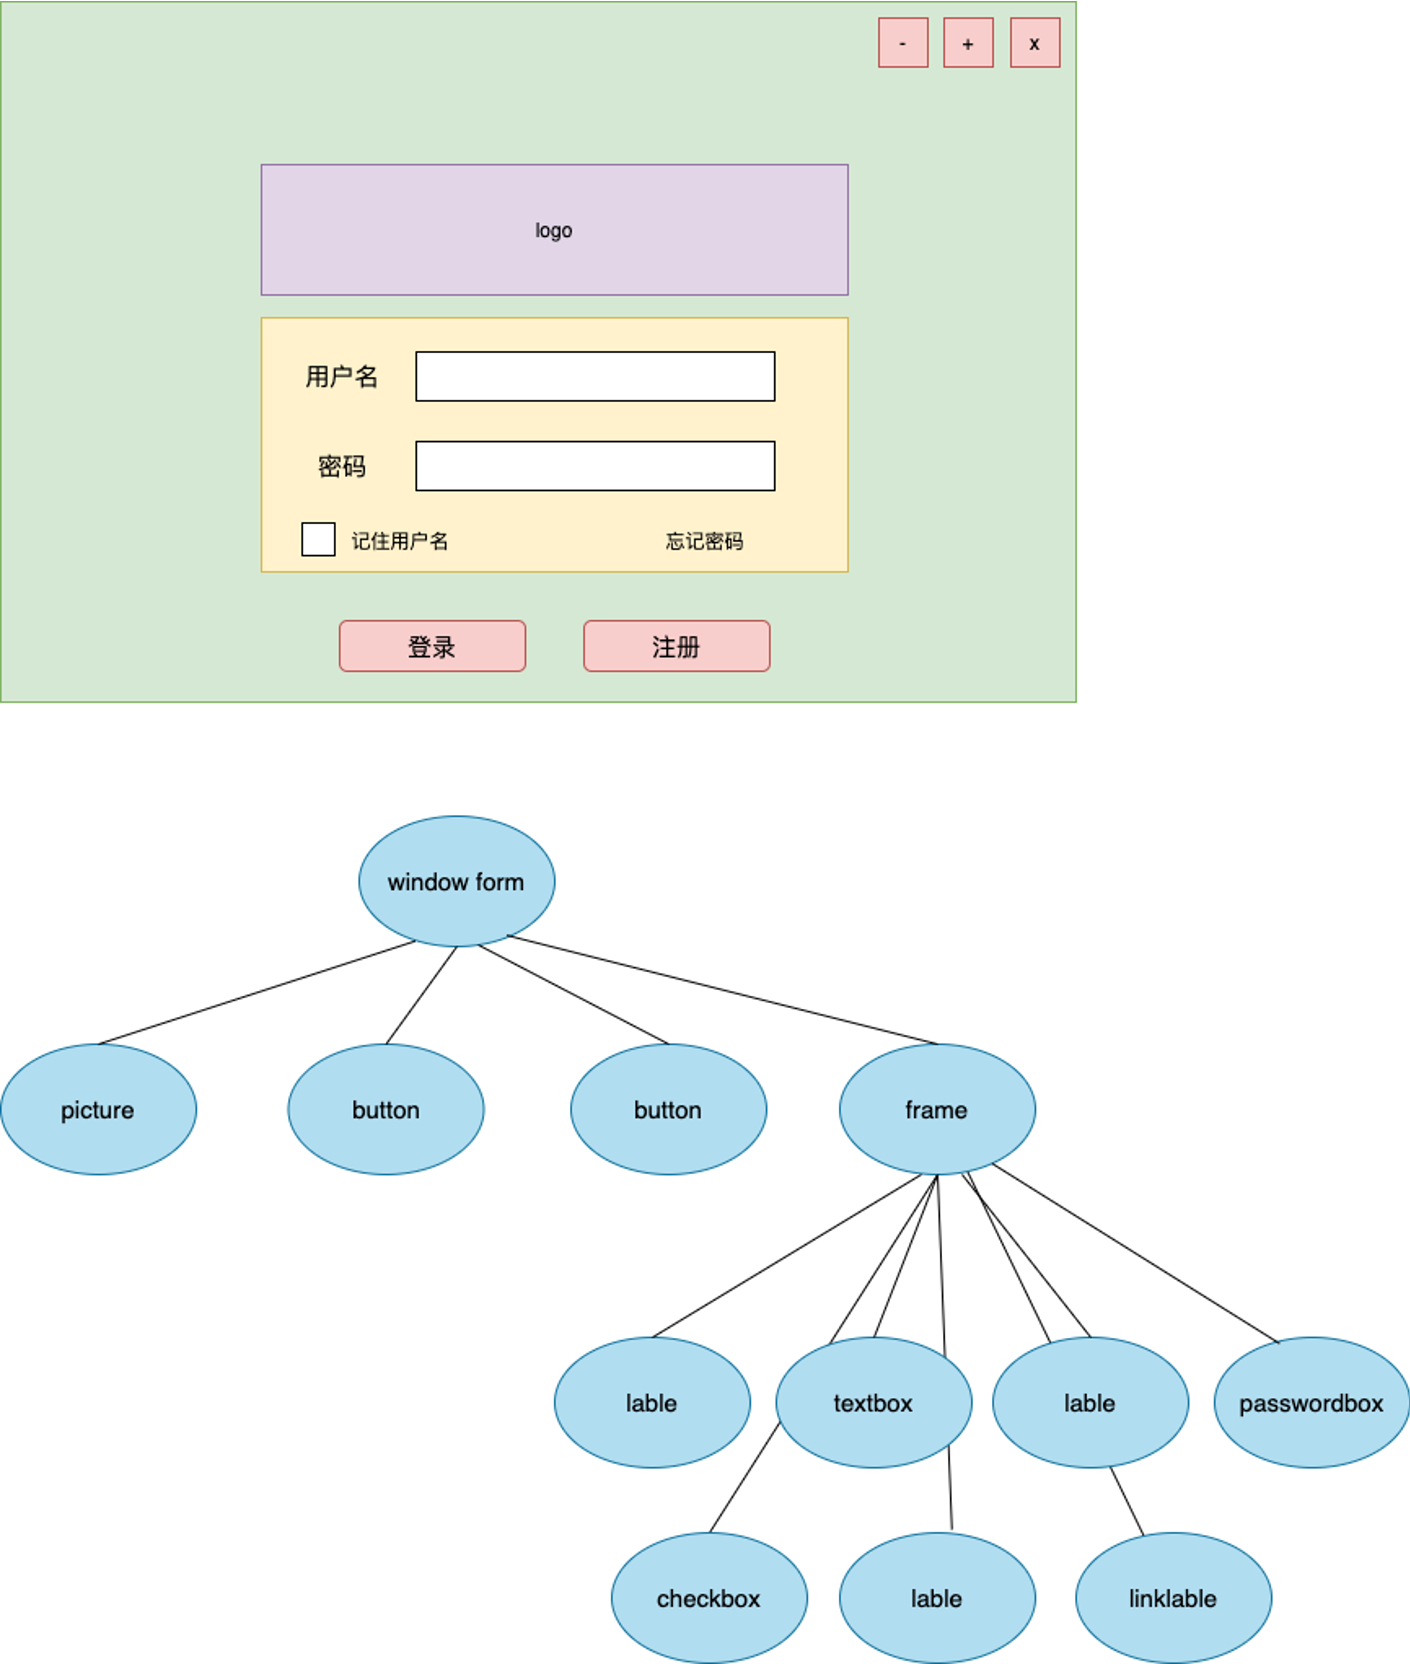 - + x
logo
用户名
密码
记住用户名 忘记密码
登录 注册
window form
picture button button frame
lable textbox lable passwordbox
checkbox lable linklable